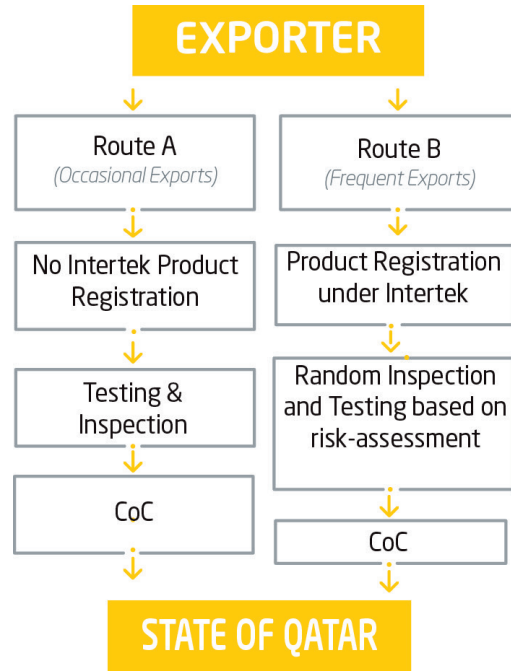 EXPORTER
Route A
(Occasional Exports)
No Intertek Product
Registration
Testing &
Inspection
CoC
Route B
(Frequent Exports)
Product Registration
under Intertek
Random Inspection
and Testing based on
risk-assessment
CoC
STATE OF QATAR